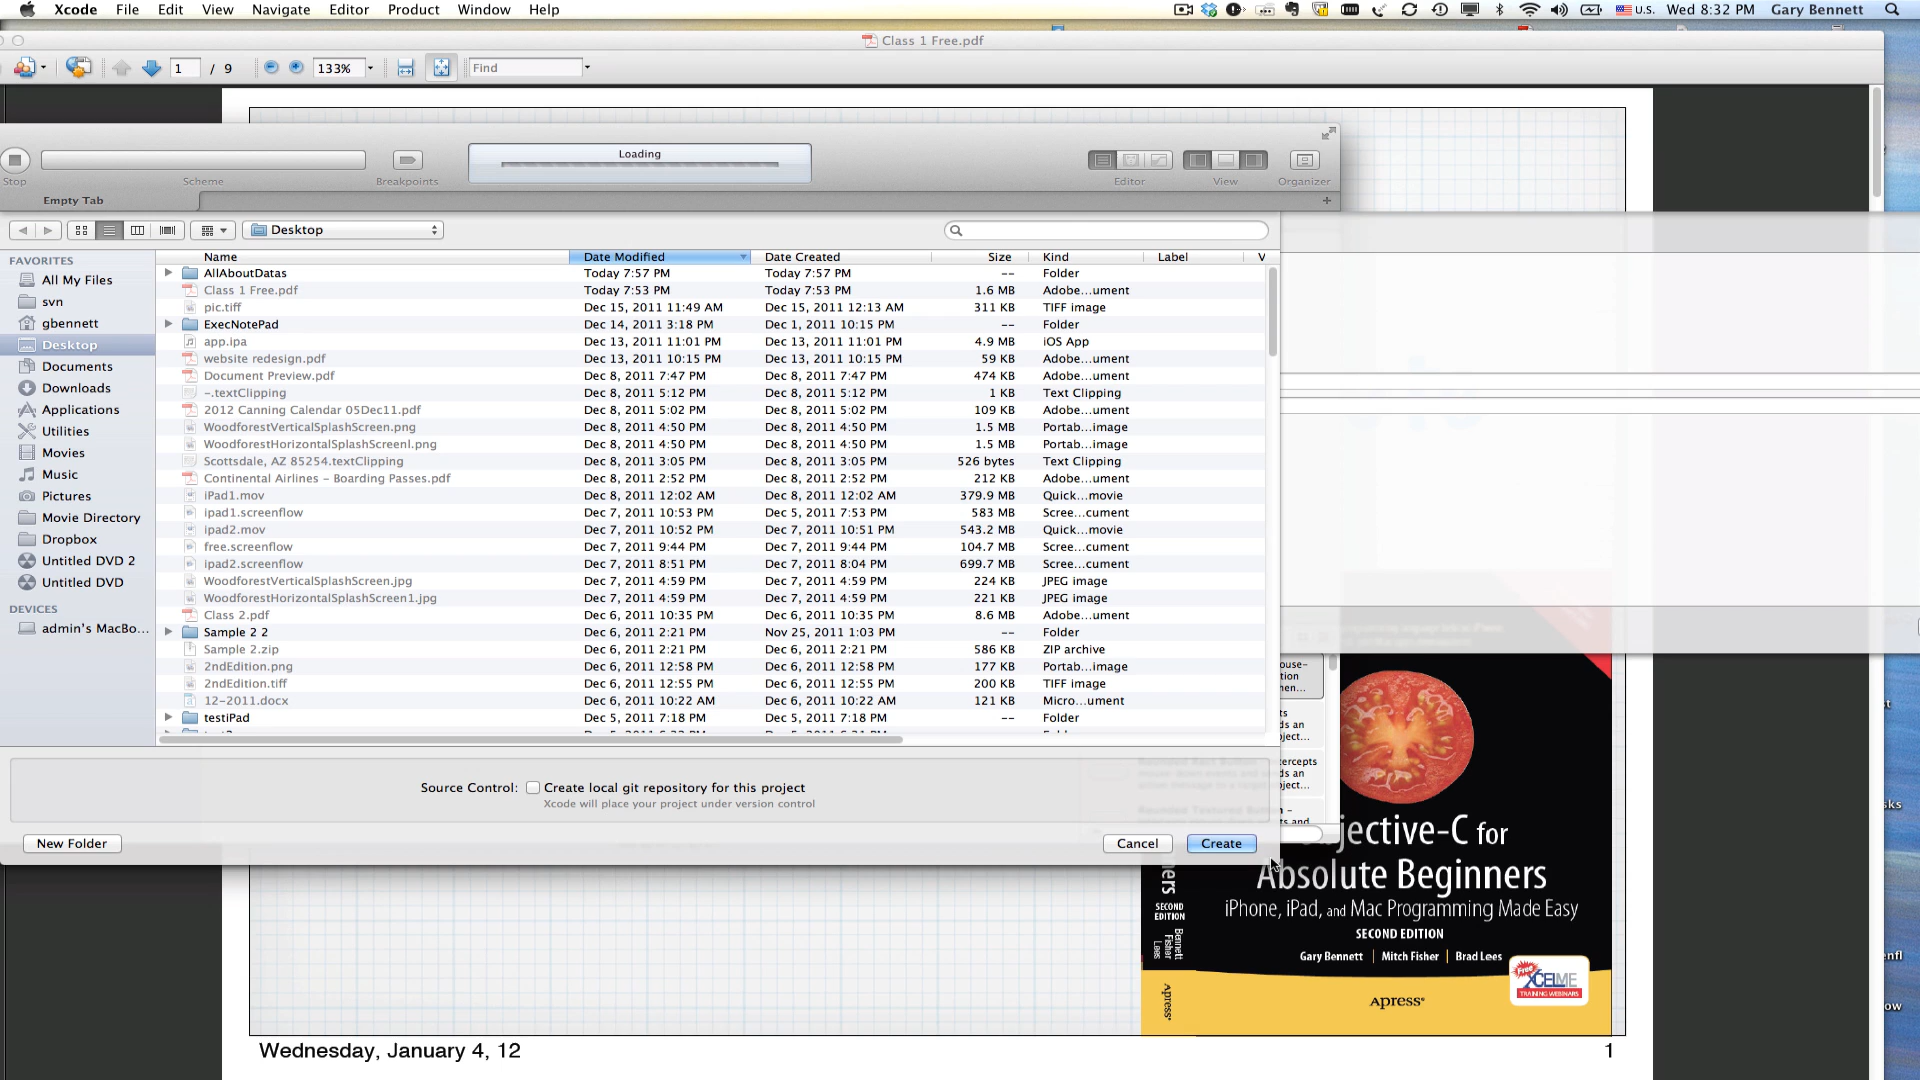 Xcode File Edit View Navigate Editor Product Window Help U.S. Wed 8:32 PM Gary Bennett
Class 1 Free.pdf
1 / 9 133% Find
Loading
Stop Scheme Breakpoints Editor View Organizer
Empty Tab +
Desktop
FAVORITES
All My Files
svn
gbennett
Desktop
Documents
Downloads
Applications
Utilities
Movies
Music
Pictures
Movie Directory
Dropbox
Untitled DVD 2
Untitled DVD
DEVICES
admin's MacBo...
Name Date Modified Date Created Size Kind Label V
AllAboutDatas Today 7:57 PM Today 7:57 PM -- Folder
Class 1 Free.pdf Today 7:53 PM Today 7:53 PM 1.6 MB Adobe...ument
pic.tiff Dec 15, 2011 11:49 AM Dec 15, 2011 12:13 AM 311 KB TIFF image
ExecNotePad Dec 14, 2011 3:18 PM Dec 1, 2011 10:15 PM -- Folder
app.ipa Dec 13, 2011 11:01 PM Dec 13, 2011 11:01 PM 4.9 MB iOS App
website redesign.pdf Dec 13, 2011 10:15 PM Dec 13, 2011 10:15 PM 59 KB Adobe...ument
Document Preview.pdf Dec 8, 2011 7:47 PM Dec 8, 2011 7:47 PM 474 KB Adobe...ument
-.textClipping Dec 8, 2011 5:12 PM Dec 8, 2011 5:12 PM 1 KB Text Clipping
2012 Canning Calendar 05Dec11.pdf Dec 8, 2011 5:02 PM Dec 8, 2011 5:02 PM 109 KB Adobe...ument
WoodforestVerticalSplashScreen.png Dec 8, 2011 4:50 PM Dec 8, 2011 4:50 PM 1.5 MB Portab...image
WoodforestHorizontalSplashScreenl.png Dec 8, 2011 4:50 PM Dec 8, 2011 4:50 PM 1.5 MB Portab...image
Scottsdale, AZ 85254.textClipping Dec 8, 2011 3:05 PM Dec 8, 2011 3:05 PM 526 bytes Text Clipping
Continental Airlines – Boarding Passes.pdf Dec 8, 2011 2:52 PM Dec 8, 2011 2:52 PM 212 KB Adobe...ument
iPad1.mov Dec 8, 2011 12:02 AM Dec 8, 2011 12:02 AM 379.9 MB Quick...movie
ipad1.screenflow Dec 7, 2011 10:53 PM Dec 5, 2011 7:53 PM 583 MB Scree...cument
ipad2.mov Dec 7, 2011 10:52 PM Dec 7, 2011 10:51 PM 543.2 MB Quick...movie
free.screenflow Dec 7, 2011 9:44 PM Dec 7, 2011 9:44 PM 104.7 MB Scree...cument
ipad2.screenflow Dec 7, 2011 8:51 PM Dec 7, 2011 8:04 PM 699.7 MB Scree...cument
WoodforestVerticalSplashScreen.jpg Dec 7, 2011 4:59 PM Dec 7, 2011 4:59 PM 224 KB JPEG image
WoodforestHorizontalSplashScreen1.jpg Dec 7, 2011 4:59 PM Dec 7, 2011 4:59 PM 221 KB JPEG image
Class 2.pdf Dec 6, 2011 10:35 PM Dec 6, 2011 10:35 PM 8.6 MB Adobe...ument
Sample 2 2 Dec 6, 2011 2:21 PM Nov 25, 2011 1:03 PM -- Folder
Sample 2.zip Dec 6, 2011 2:21 PM Dec 6, 2011 2:21 PM 586 KB ZIP archive
2ndEdition.png Dec 6, 2011 12:58 PM Dec 6, 2011 12:58 PM 177 KB Portab...image
2ndEdition.tiff Dec 6, 2011 12:55 PM Dec 6, 2011 12:55 PM 200 KB TIFF image
12-2011.docx Dec 6, 2011 10:22 AM Dec 6, 2011 10:22 AM 121 KB Micro...ument
testiPad Dec 5, 2011 7:18 PM Dec 5, 2011 7:18 PM -- Folder
Source Control: Create local git repository for this project
Xcode will place your project under version control
New Folder Cancel Create
jective-C for
Absolute Beginners
iPhone, iPad, and Mac Programming Made Easy
SECOND EDITION
Gary Bennett | Mitch Fisher | Brad Lees
Free XCELME
TRAINING WEBINARS
Apress®
ners
SECOND
EDITION
Bennett
Fisher
Lees
Apress®
Wednesday, January 4, 12 1